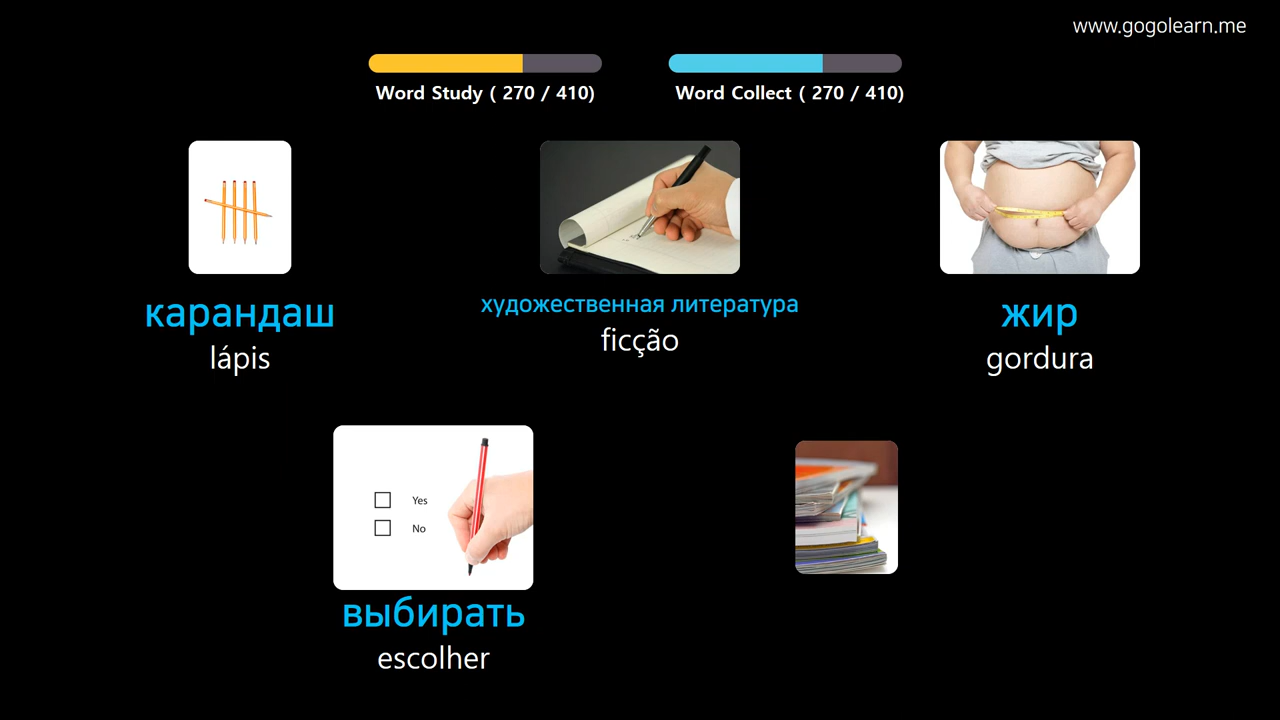 www.gogolearn.me
Word Study ( 270 / 410)
Word Collect ( 270 / 410)
карандаш
lápis
художественная литература
ficção
жир
gordura
Yes
No
выбирать
escolher